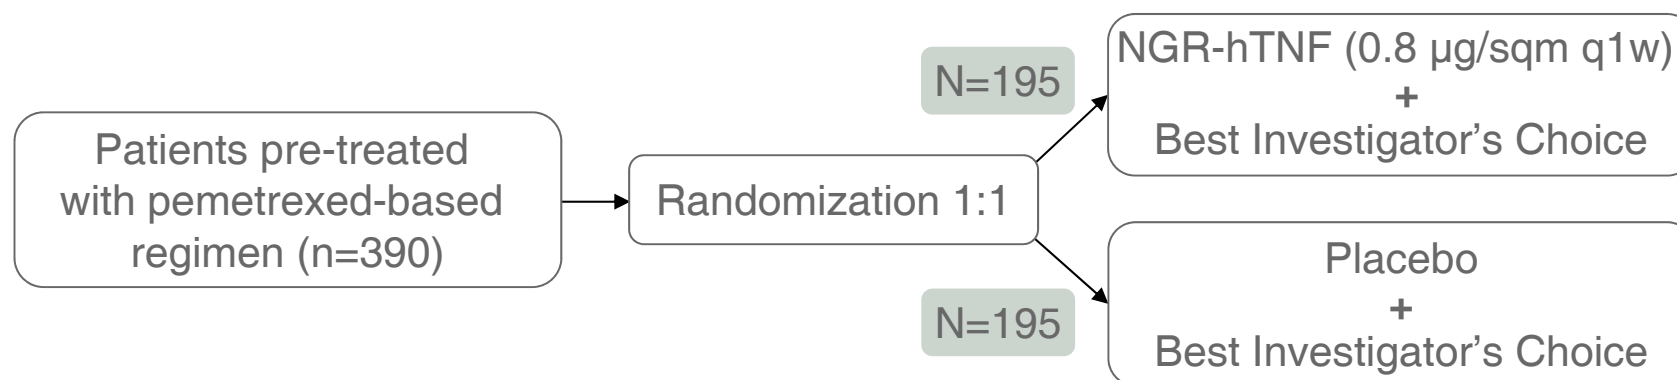 Patients pre-treated
with pemetrexed-based
regimen (n=390)
Randomization 1:1
N=195
NGR-hTNF (0.8 µg/sqm q1w)
+
Best Investigator’s Choice
N=195
Placebo
+
Best Investigator’s Choice